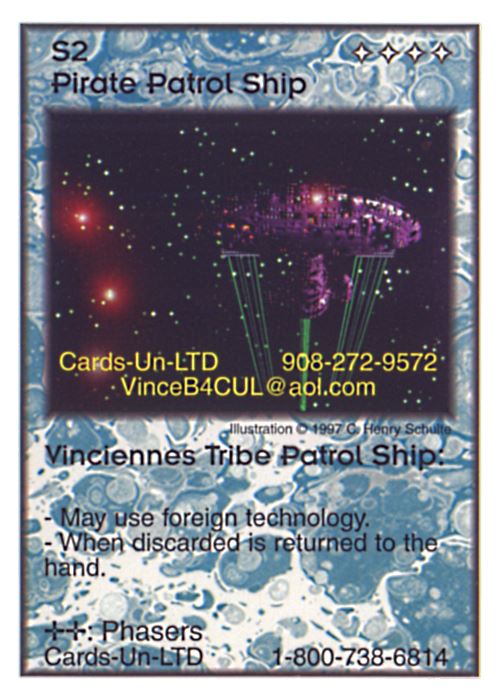 S2
Pirate Patrol Ship
Cards-Un-LTD 908-272-9572
VinceB4CUL@aol.com
Illustration © 1997 C. Henry Schulte
Vinciennes Tribe Patrol Ship:
- May use foreign technology.
- When discarded is returned to the
hand.
✢✢: Phasers
Cards-Un-LTD 1-800-738-6814